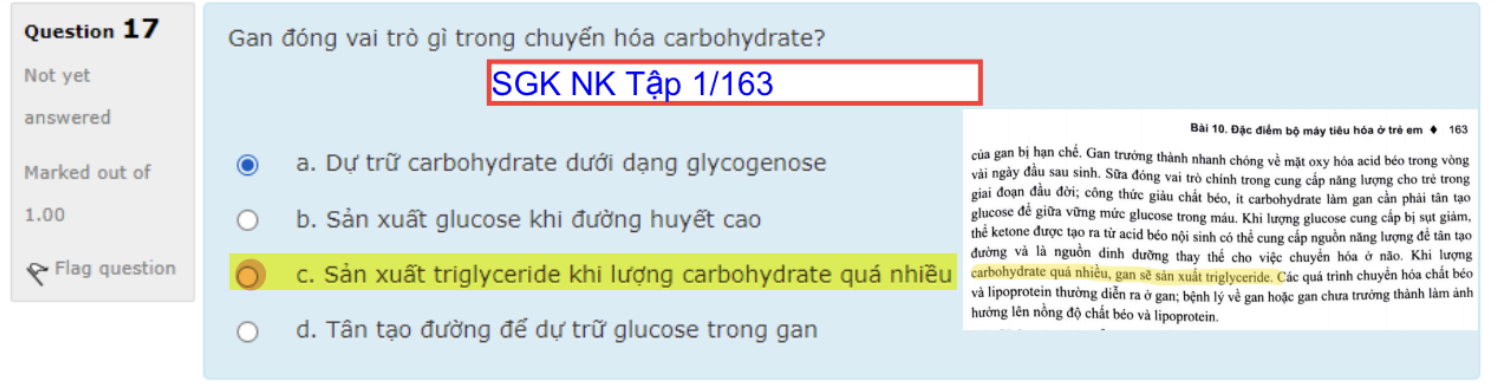 Question 17
Not yet
answered
Marked out of
1.00
Flag question
Gan đóng vai trò gì trong chuyển hóa carbohydrate?
SGK NK Tập 1/163
a. Dự trữ carbohydrate dưới dạng glycogenose
b. Sản xuất glucose khi đường huyết cao
c. Sản xuất triglyceride khi lượng carbohydrate quá nhiều
d. Tân tạo đường để dự trữ glucose trong gan
Bài 10. Đặc điểm bộ máy tiêu hóa ở trẻ em ♦ 163
của gan bị hạn chế. Gan trưởng thành nhanh chóng về mặt oxy hóa acid béo trong vòng
vài ngày đầu sau sinh. Sữa đóng vai trò chính trong cung cấp năng lượng cho trẻ trong
giai đoạn đầu đời; công thức giàu chất béo, ít carbohydrate làm gan cần phải tân tạo
glucose để giữa vững mức glucose trong máu. Khi lượng glucose cung cấp bị sụt giảm,
thể ketone được tạo ra từ acid béo nội sinh có thể cung cấp nguồn năng lượng để tân tạo
đường và là nguồn dinh dưỡng thay thế cho việc chuyển hóa ở não. Khi lượng
carbohydrate quá nhiều, gan sẽ sản xuất triglyceride. Các quá trình chuyển hóa chất béo
và lipoprotein thường diễn ra ở gan; bệnh lý về gan hoặc gan chưa trưởng thành làm ảnh
hưởng lên nồng độ chất béo và lipoprotein.